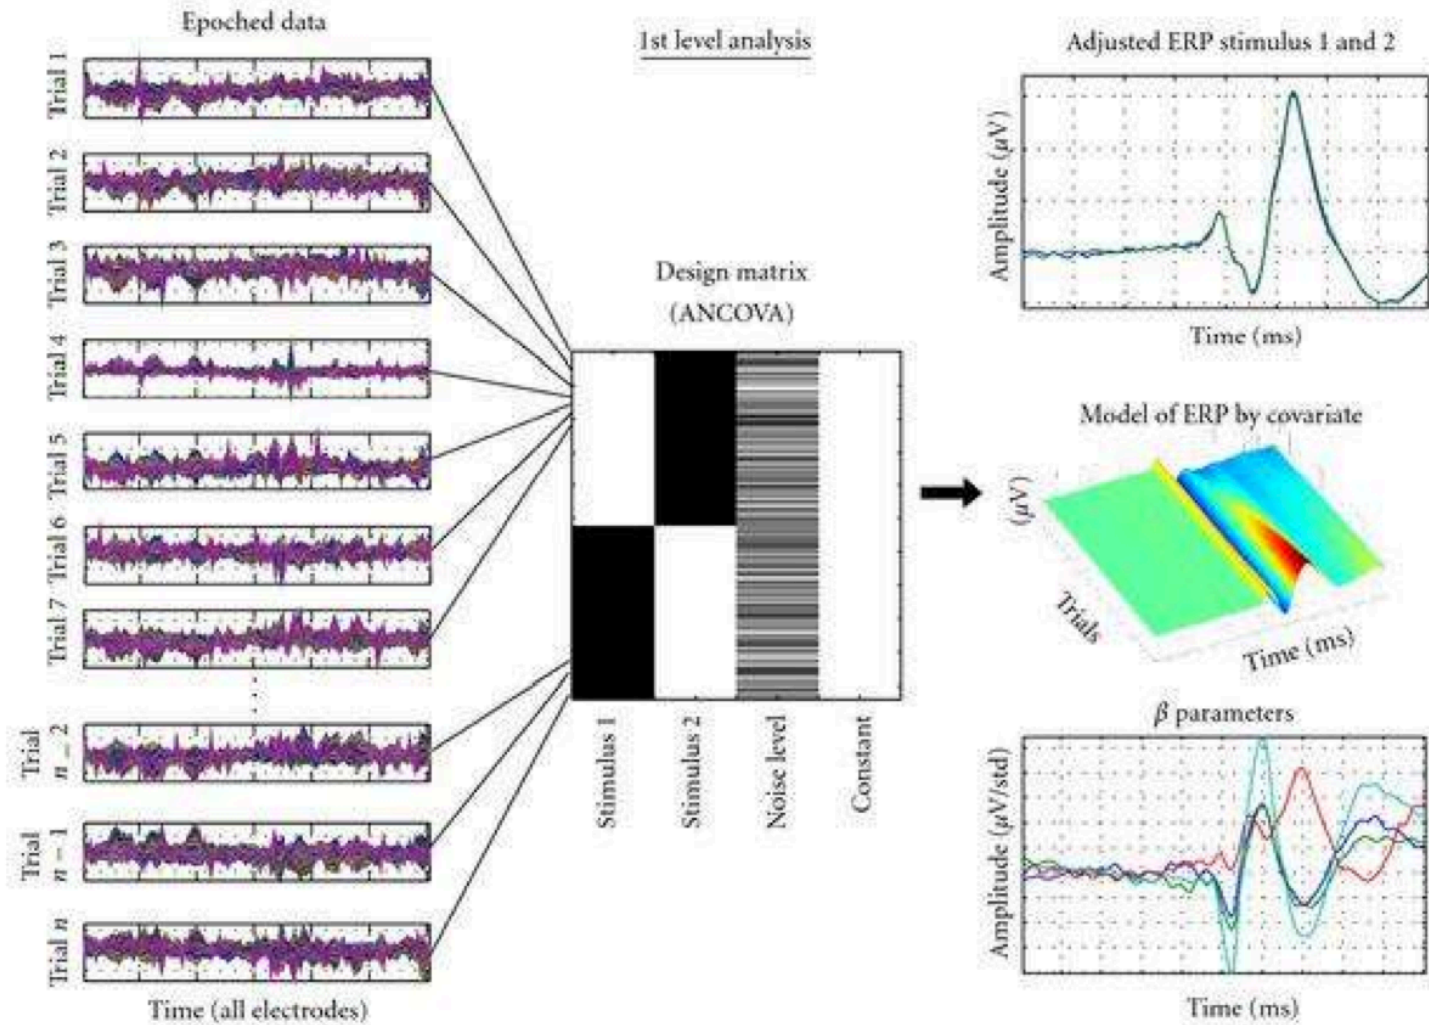 Epoched data
Trial 1
Trial 2
Trial 3
Trial 4
Trial 5
Trial 6
Trial 7
Trial
n − 2
Trial
n − 1
Trial n
Time (all electrodes)
1st level analysis
Design matrix
(ANCOVA)
Stimulus 1
Stimulus 2
Noise level
Constant
Adjusted ERP stimulus 1 and 2
Amplitude (μV)
Time (ms)
Model of ERP by covariate
(μV)
Trials
Time (ms)
β parameters
Amplitude (μV/std)
Time (ms)